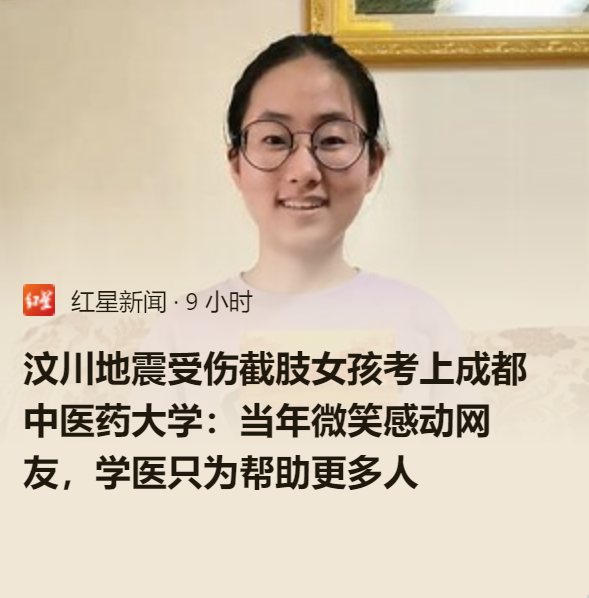 红星
红星新闻 · 9 小时
汶川地震受伤截肢女孩考上成都
中医药大学：当年微笑感动网
友，学医只为帮助更多人